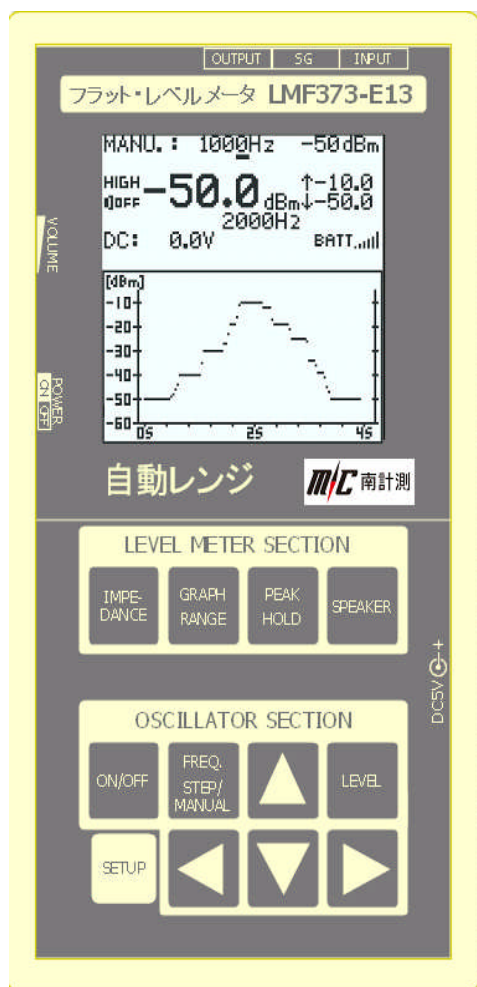 OUTPUT SG INPUT
フラット・レベルメータ LMF373-E13
MANU.: 1000Hz -50dBm
HIGH -50.0 dBm ↑-10.0
OFF ↓-50.0
2000Hz
DC: 0.0V BATT.
VOLUME
[dBm]
-10
-20
-30
-40
-50
-60
0S 2S 4S
POWER
ON OFF
自動レンジ M/C 南計測
LEVEL METER SECTION
IMPE-
DANCE
GRAPH
RANGE
PEAK
HOLD
SPEAKER
DC5V
OSCILLATOR SECTION
ON/OFF
FREQ.
STEP/
MANUAL
LEVEL
SETUP